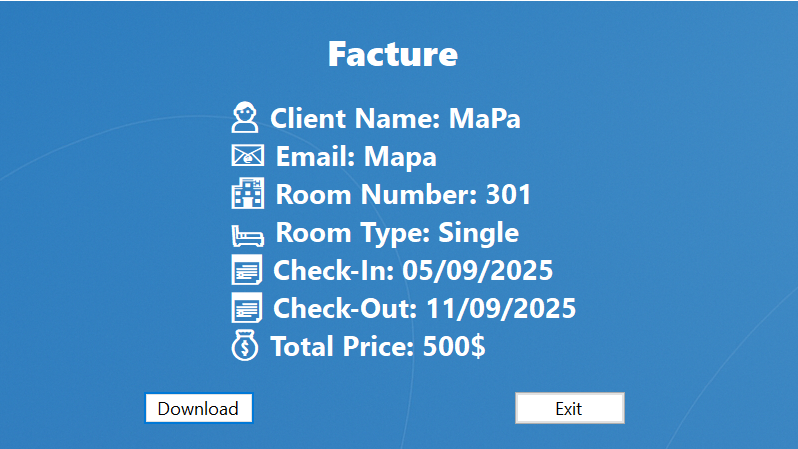 Facture
Client Name: MaPa
Email: Mapa
Room Number: 301
Room Type: Single
Check-In: 05/09/2025
Check-Out: 11/09/2025
Total Price: 500$
Download
Exit